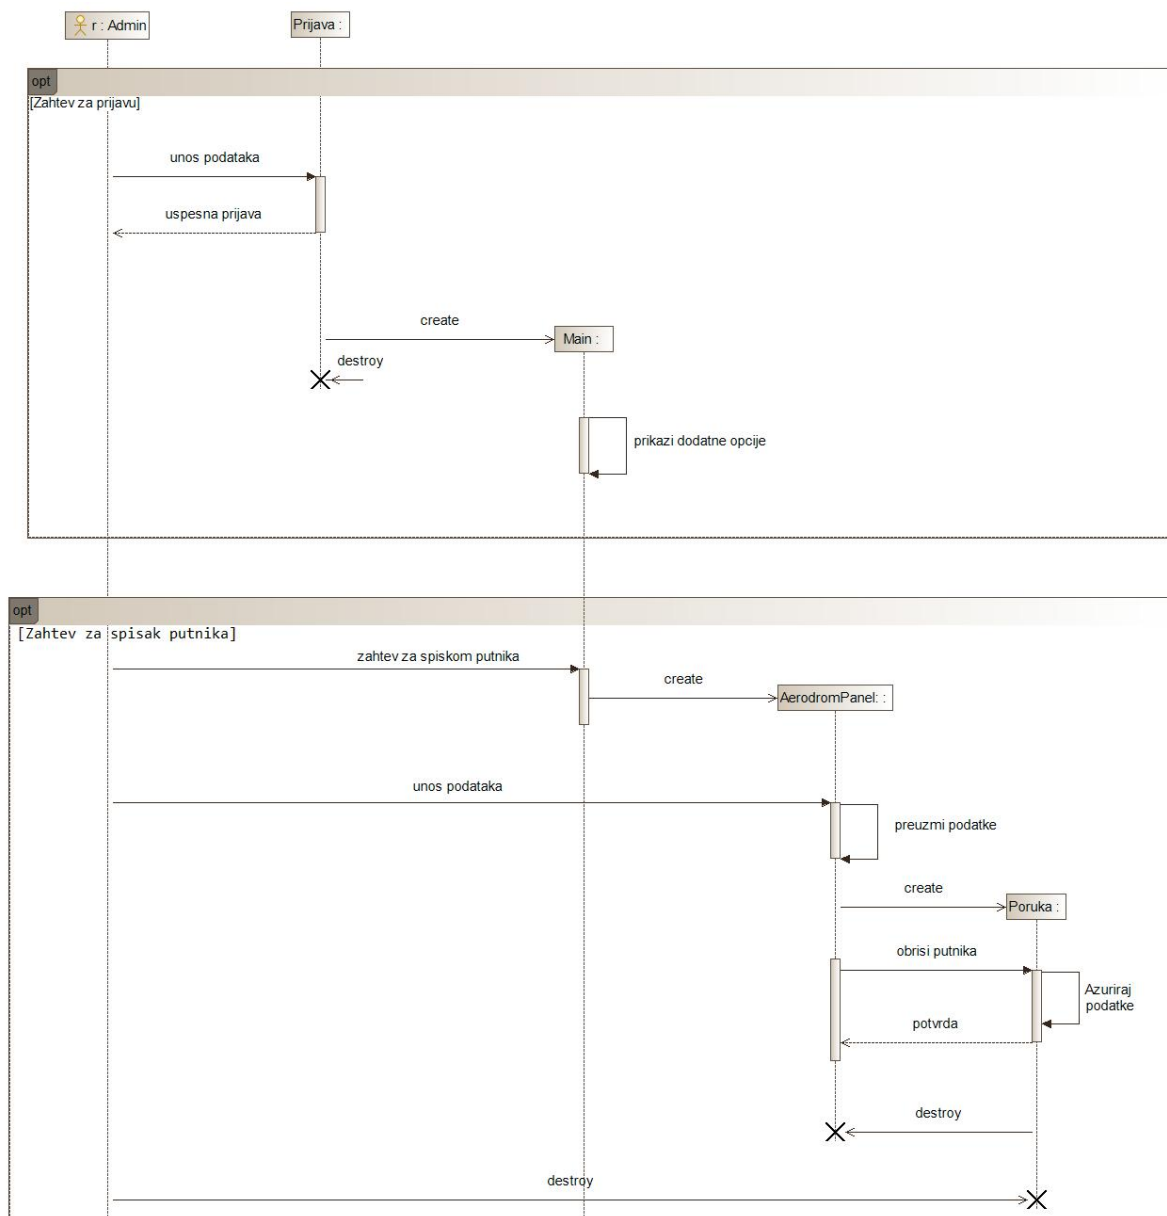 r : Admin
Prijava :
opt
[Zahtev za prijavu]
unos podataka
uspesna prijava
create
Main :
destroy
prikazi dodatne opcije
opt
[Zahtev za spisak putnika]
zahtev za spiskom putnika
create
AerodromPanel: :
unos podataka
preuzmi podatke
create
Poruka :
obrisi putnika
Azuriraj
podatke
potvrda
destroy
destroy